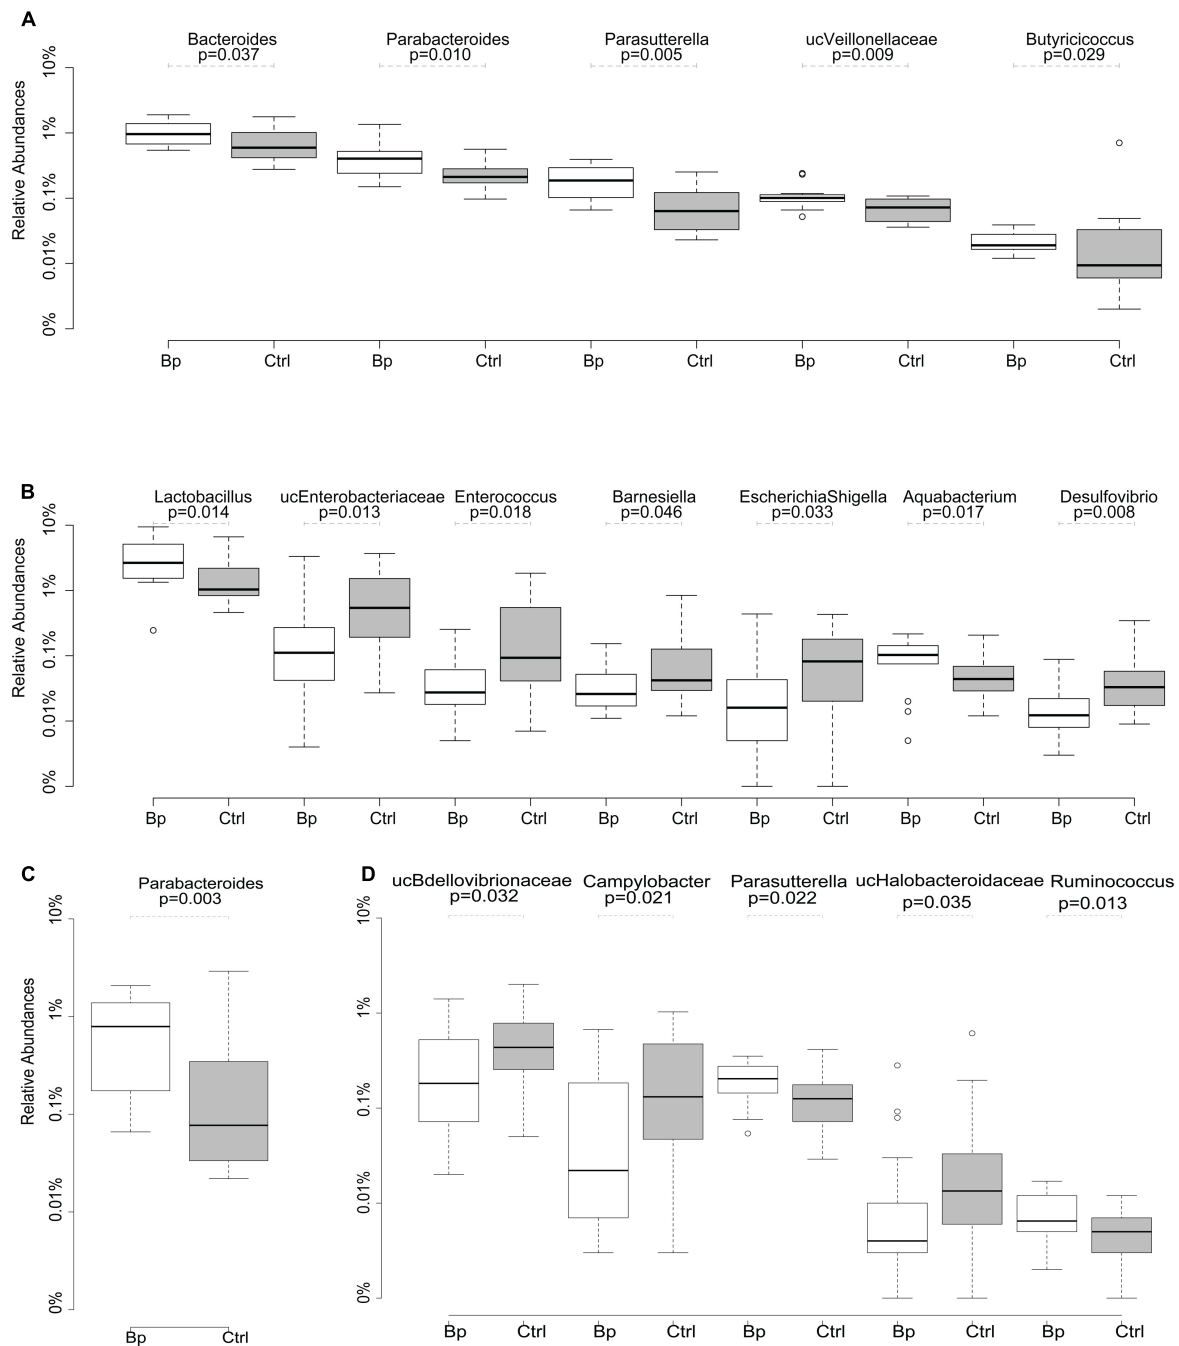 A
Bacteroides Parabacteroides Parasutterella ucVeillonellaceae Butyricicoccus
p=0.037 p=0.010 p=0.005 p=0.009 p=0.029
Relative Abundances
10%
1%
0.1%
0.01%
0%
Bp Ctrl Bp Ctrl Bp Ctrl Bp Ctrl Bp Ctrl
B
Lactobacillus ucEnterobacteriaceae Enterococcus Barnesiella EscherichiaShigella Aquabacterium Desulfovibrio
p=0.014 p=0.013 p=0.018 p=0.046 p=0.033 p=0.017 p=0.008
Relative Abundances
10%
1%
0.1%
0.01%
0%
Bp Ctrl Bp Ctrl Bp Ctrl Bp Ctrl Bp Ctrl Bp Ctrl Bp Ctrl
C
Parabacteroides
p=0.003
Relative Abundances
10%
1%
0.1%
0.01%
0%
Bp Ctrl
D
ucBdellovibrionaceae Campylobacter Parasutterella ucHalobacteroidaceae Ruminococcus
p=0.032 p=0.021 p=0.022 p=0.035 p=0.013
10%
1%
0.1%
0.01%
0%
Bp Ctrl Bp Ctrl Bp Ctrl Bp Ctrl Bp Ctrl